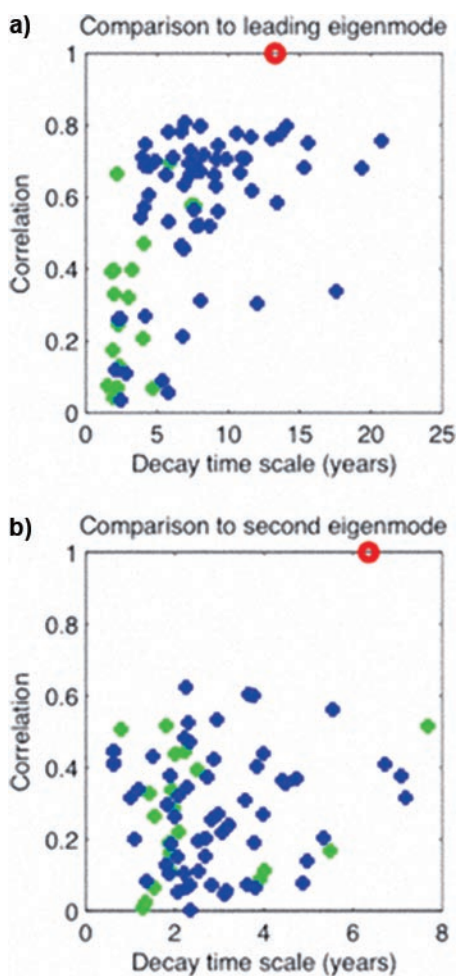 a) Comparison to leading eigenmode
1
0.8
0.6
0.4
0.2
0
Correlation
0 5 10 15 20 25
Decay time scale (years)
b) Comparison to second eigenmode
1
0.8
0.6
0.4
0.2
0
Correlation
0 2 4 6 8
Decay time scale (years)